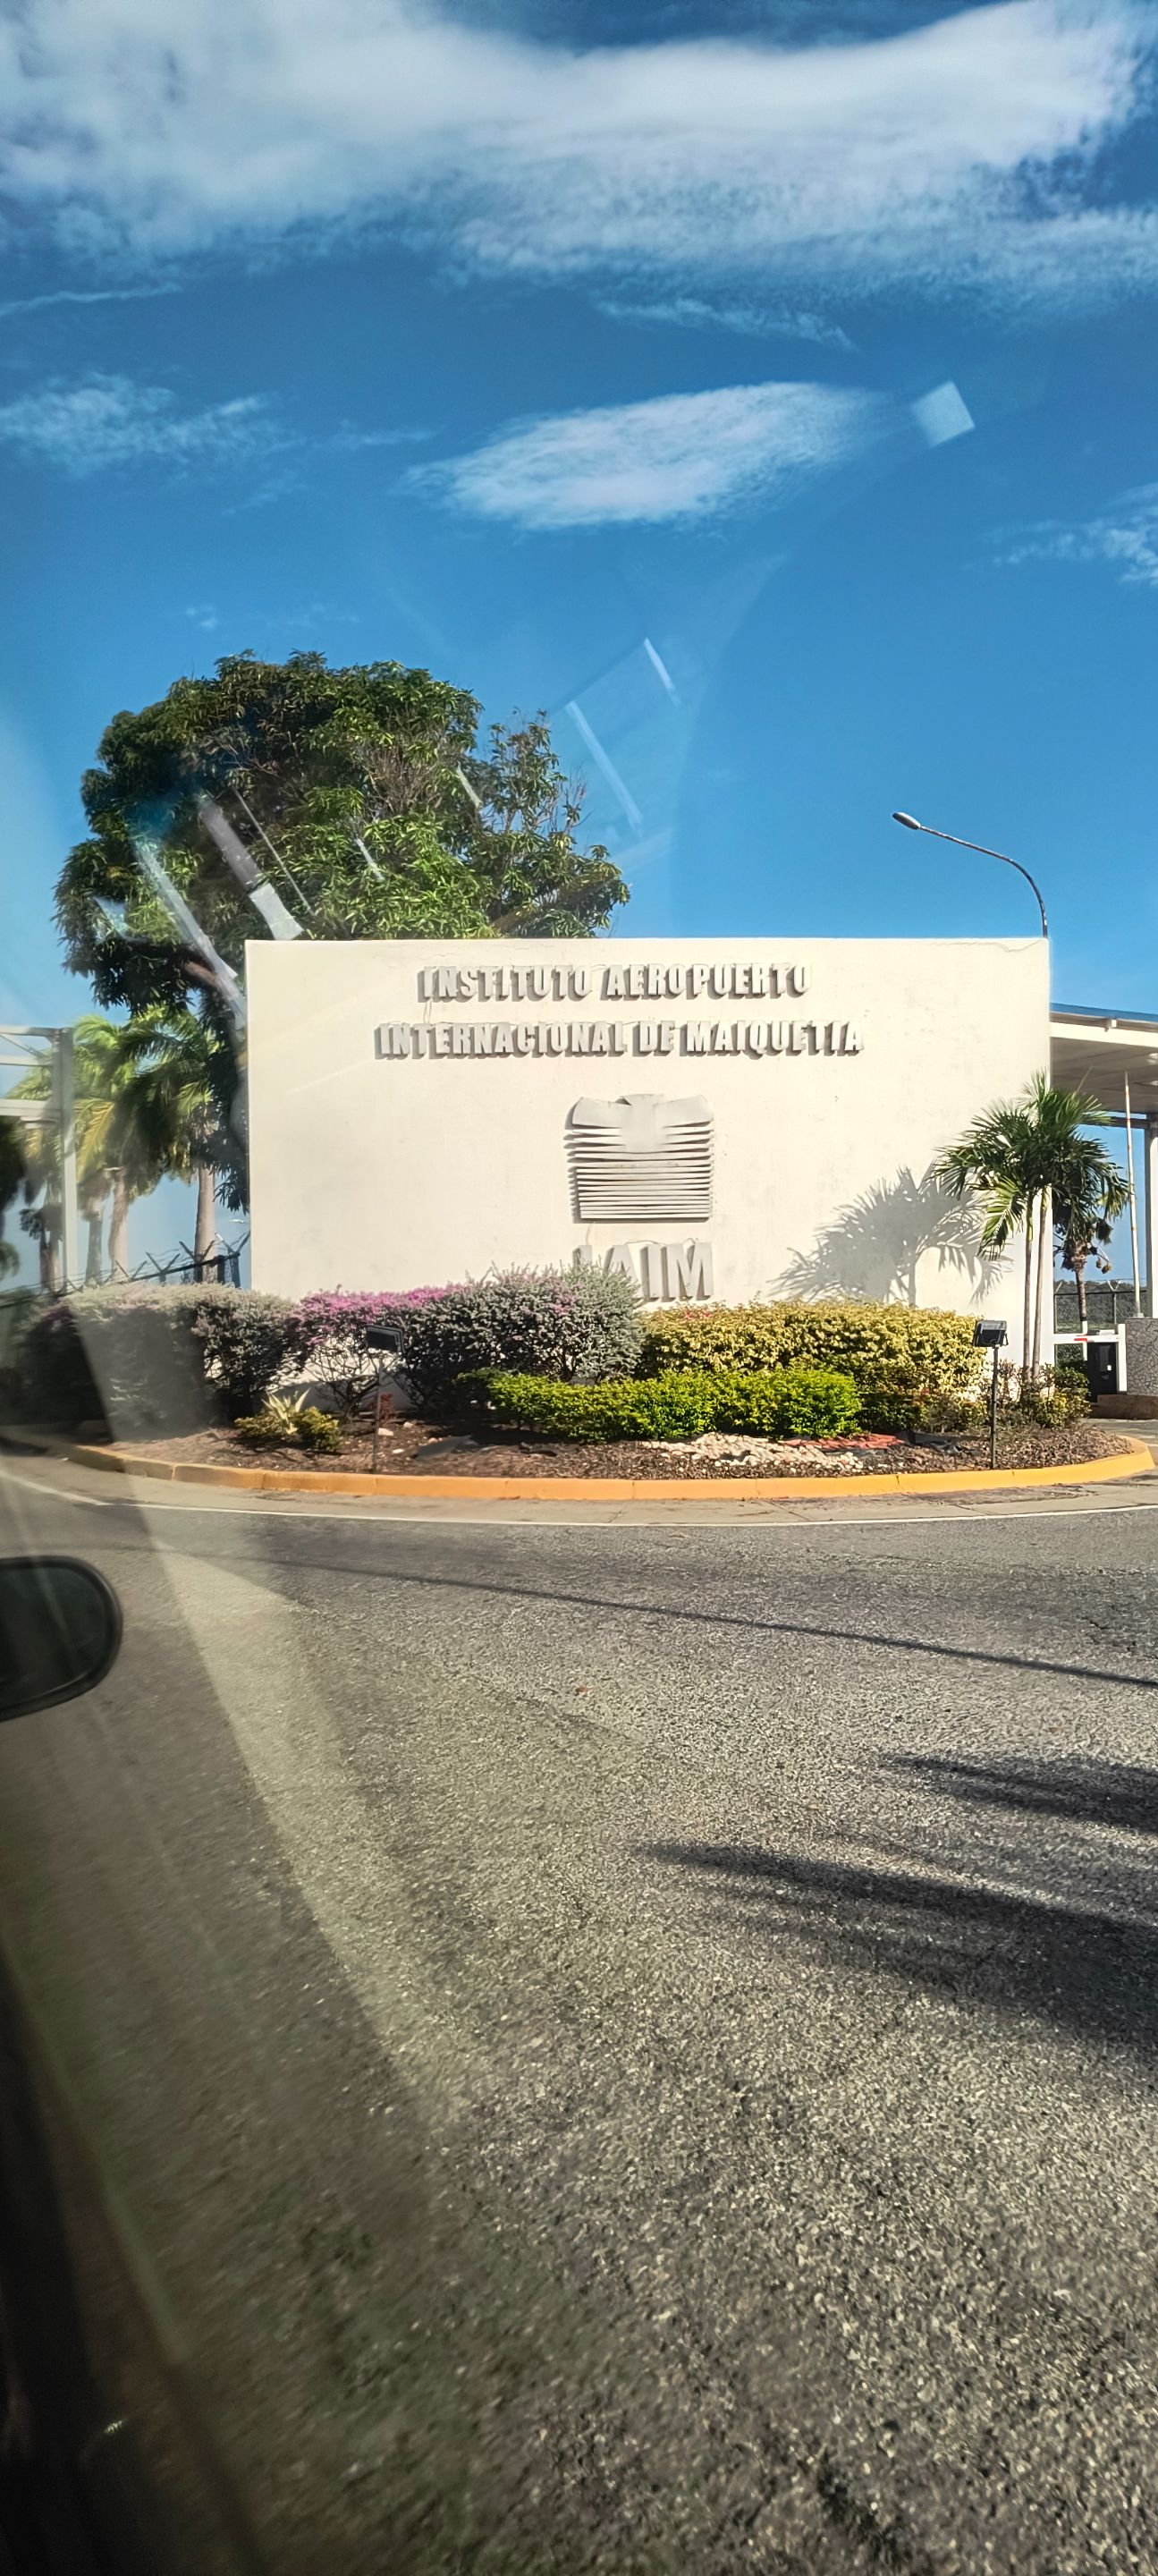 INSTITUTO AEROPUERTO
INTERNACIONAL DE MAIQUETIA
IAIM